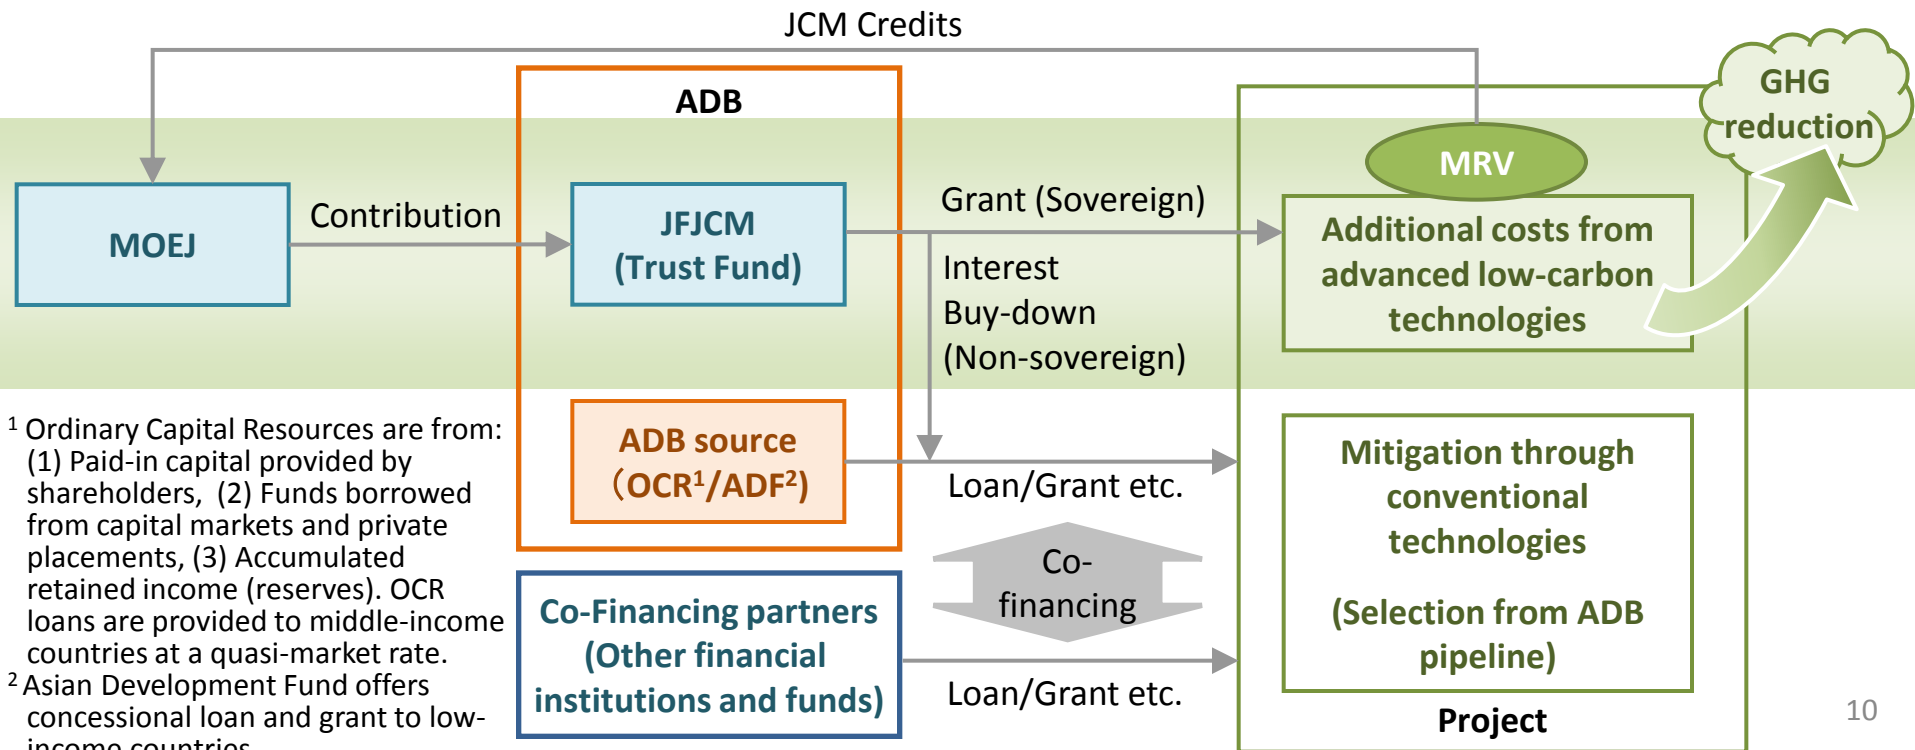 JCM Credits
ADB
GHG
reduction
MRV
MOEJ
Contribution
JFJCM
(Trust Fund)
Grant (Sovereign)
Interest
Buy-down
(Non-sovereign)
Additional costs from
advanced low-carbon
technologies
ADB source
（OCR¹/ADF²)
Loan/Grant etc.
Co-
financing
Co-Financing partners
(Other financial
institutions and funds)
Loan/Grant etc.
Mitigation through
conventional
technologies
(Selection from ADB
pipeline)
Project
¹ Ordinary Capital Resources are from:
(1) Paid-in capital provided by
shareholders, (2) Funds borrowed
from capital markets and private
placements, (3) Accumulated
retained income (reserves). OCR
loans are provided to middle-income
countries at a quasi-market rate.
² Asian Development Fund offers
concessional loan and grant to low-
income countries
10